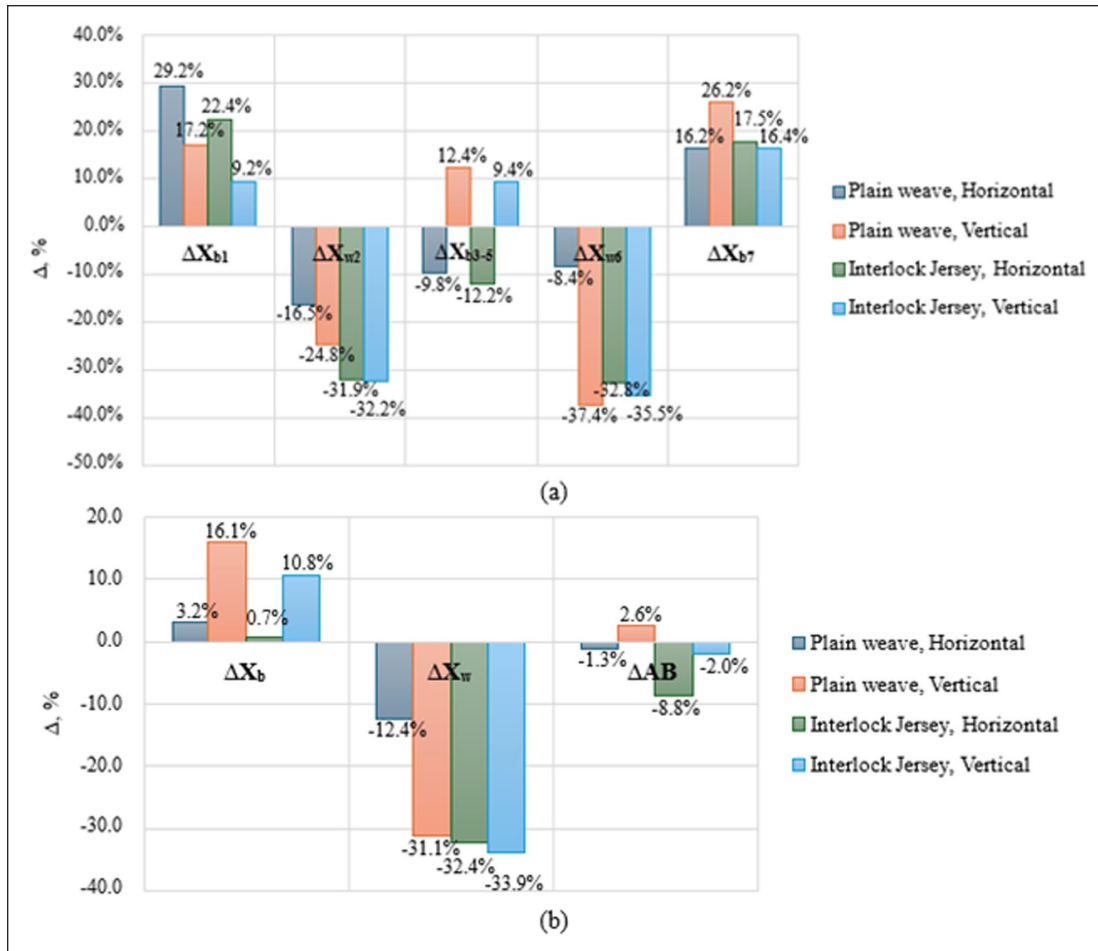 40.0%
30.0%
20.0%
10.0%
0.0%
-10.0%
-20.0%
-30.0%
-40.0%
-50.0%
Δ, %
29.2%
17.2%
22.4%
9.2%
ΔXb1
-16.5%
-24.8%
-31.9%
-32.2%
ΔXw2
-9.8%
12.4%
-12.2%
9.4%
ΔXb3-5
-8.4%
-37.4%
-32.8%
-35.5%
ΔXw6
16.2%
26.2%
17.5%
16.4%
ΔXb7
Plain weave, Horizontal
Plain weave, Vertical
Interlock Jersey, Horizontal
Interlock Jersey, Vertical
(a)
20.0
10.0
0.0
-10.0
-20.0
-30.0
-40.0
Δ, %
3.2%
16.1%
0.7%
10.8%
ΔXb
-12.4%
-31.1%
-32.4%
-33.9%
ΔXw
-1.3%
2.6%
-8.8%
-2.0%
ΔAB
Plain weave, Horizontal
Plain weave, Vertical
Interlock Jersey, Horizontal
Interlock Jersey, Vertical
(b)